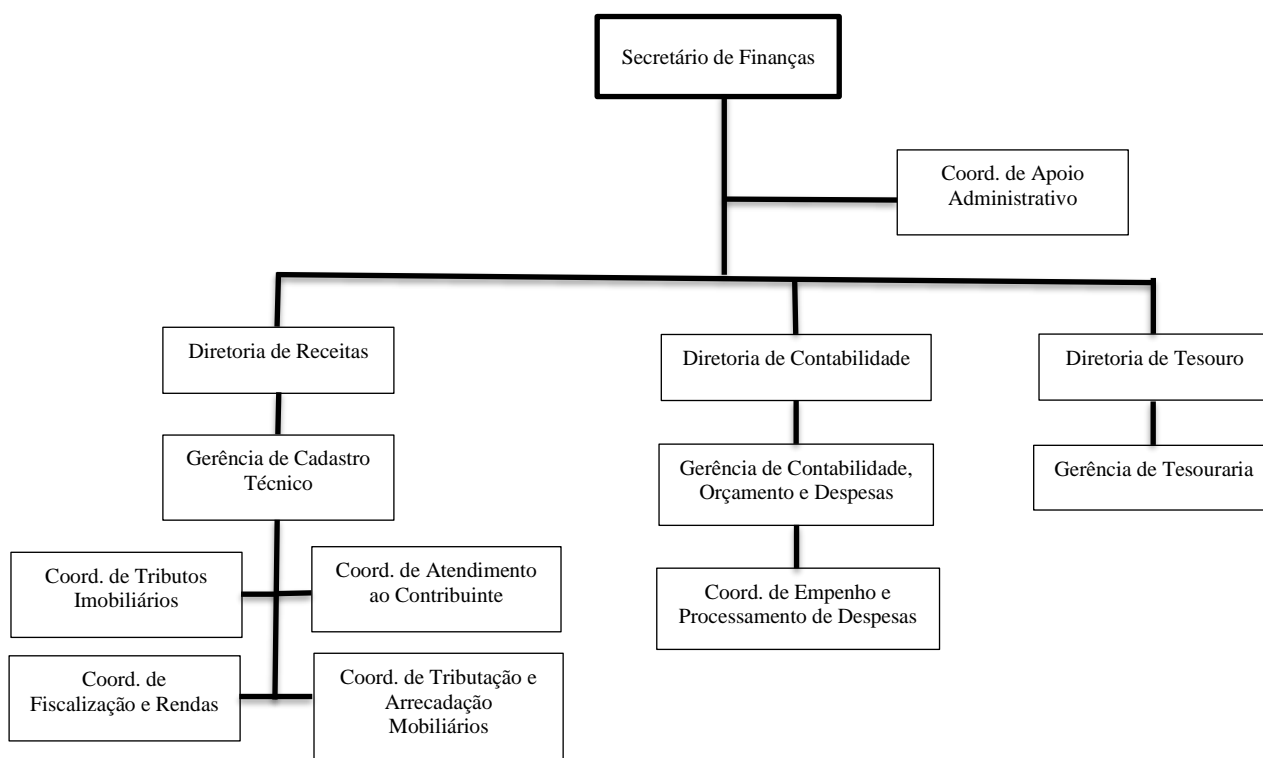 Secretário de Finanças
Coord. de Apoio
Administrativo
Diretoria de Receitas
Diretoria de Contabilidade
Diretoria de Tesouro
Gerência de Cadastro
Técnico
Gerência de Contabilidade,
Orçamento e Despesas
Gerência de Tesouraria
Coord. de Tributos
Imobiliários
Coord. de Atendimento
ao Contribuinte
Coord. de Empenho e
Processamento de Despesas
Coord. de
Fiscalização e Rendas
Coord. de Tributação e
Arrecadação
Mobiliários